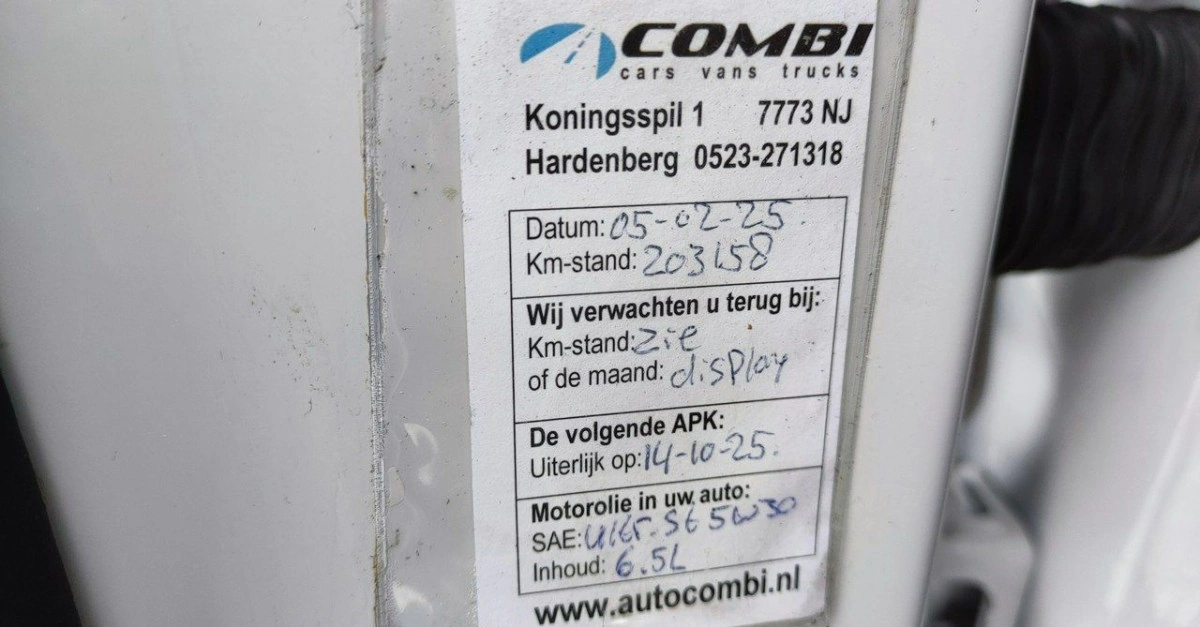 COMBI
cars vans trucks
Koningsspil 1 7773 NJ
Hardenberg 0523-271318
Datum: 05-02-25
Km-stand: 203158
Wij verwachten u terug bij:
Km-stand: zie
of de maand: display
De volgende APK:
Uiterlijk op: 14-10-25.
Motorolie in uw auto:
SAE: 5W30
Inhoud: 6.5L
www.autocombi.nl